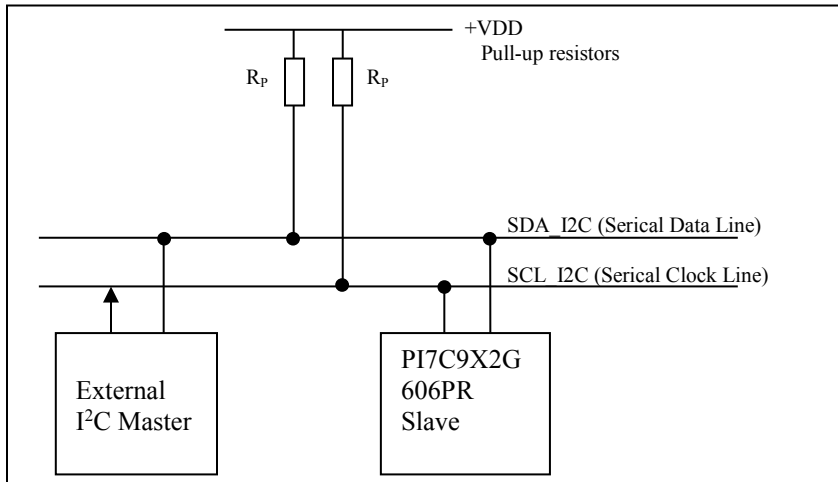 +VDD
Pull-up resistors
RP RP
SDA_I2C (Serical Data Line)
SCL_I2C (Serical Clock Line)
External
I²C Master
PI7C9X2G
606PR
Slave